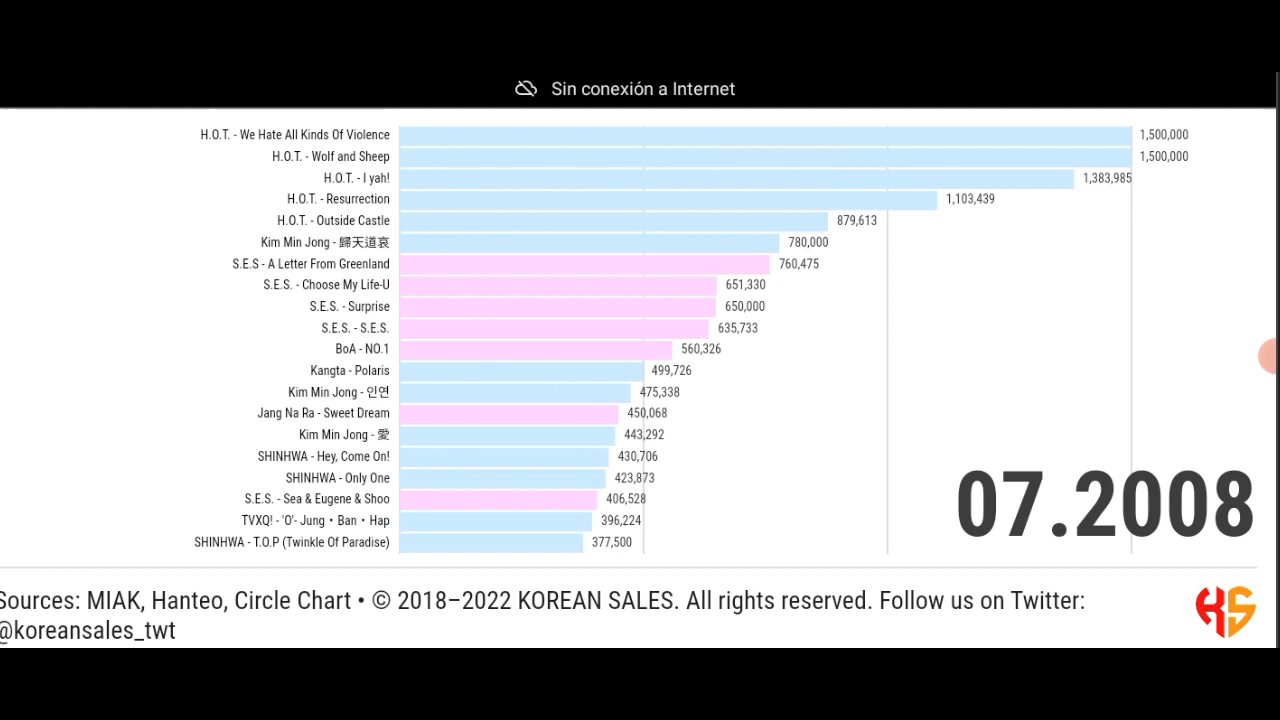 Sin conexión a Internet
H.O.T. - We Hate All Kinds Of Violence 1,500,000
H.O.T. - Wolf and Sheep 1,500,000
H.O.T. - I yah! 1,383,985
H.O.T. - Resurrection 1,103,439
H.O.T. - Outside Castle 879,613
Kim Min Jong - 歸天道哀 780,000
S.E.S - A Letter From Greenland 760,475
S.E.S. - Choose My Life-U 651,330
S.E.S. - Surprise 650,000
S.E.S. - S.E.S. 635,733
BoA - NO.1 560,326
Kangta - Polaris 499,726
Kim Min Jong - 인연 475,338
Jang Na Ra - Sweet Dream 450,068
Kim Min Jong - 愛 443,292
SHINHWA - Hey, Come On! 430,706
SHINHWA - Only One 423,873
S.E.S. - Sea & Eugene & Shoo 406,528
TVXQ! - 'O'- Jung・Ban・Hap 396,224
SHINHWA - T.O.P (Twinkle Of Paradise) 377,500
07.2008
Sources: MIAK, Hanteo, Circle Chart • © 2018–2022 KOREAN SALES. All rights reserved. Follow us on Twitter:
@koreansales_twt
KS